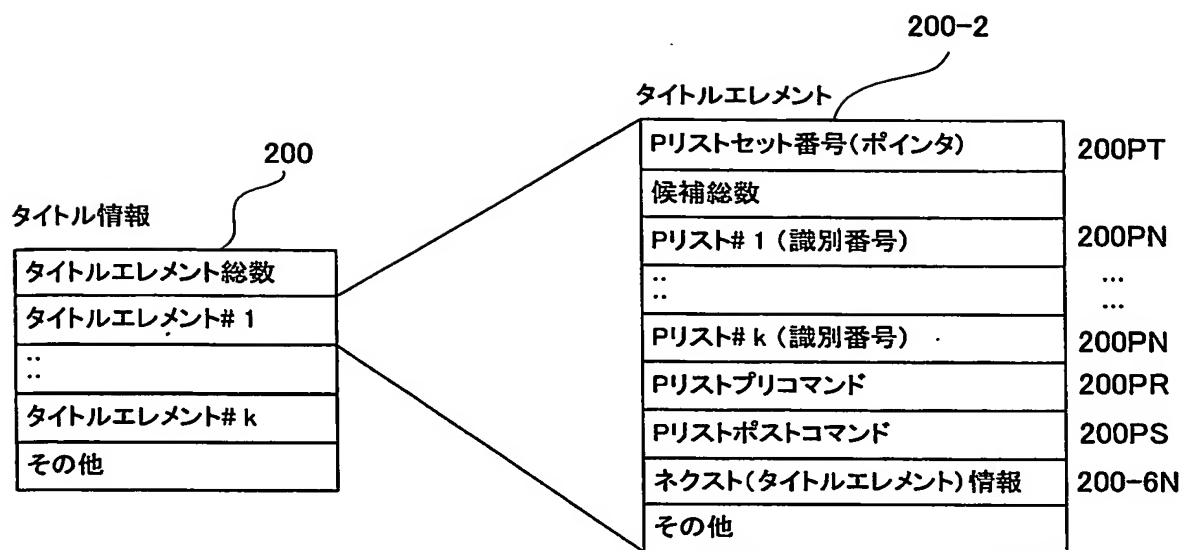 200
タイトル情報
タイトルエレメント総数
タイトルエレメント# 1
::
タイトルエレメント# k
その他
200-2
タイトルエレメント
Pリストセット番号(ポインタ) 200PT
候補総数
Pリスト# 1 (識別番号) 200PN
:: ...
...
Pリスト# k (識別番号) 200PN
Pリストプリコマンド 200PR
Pリストポストコマンド 200PS
ネクスト(タイトルエレメント)情報 200-6N
その他